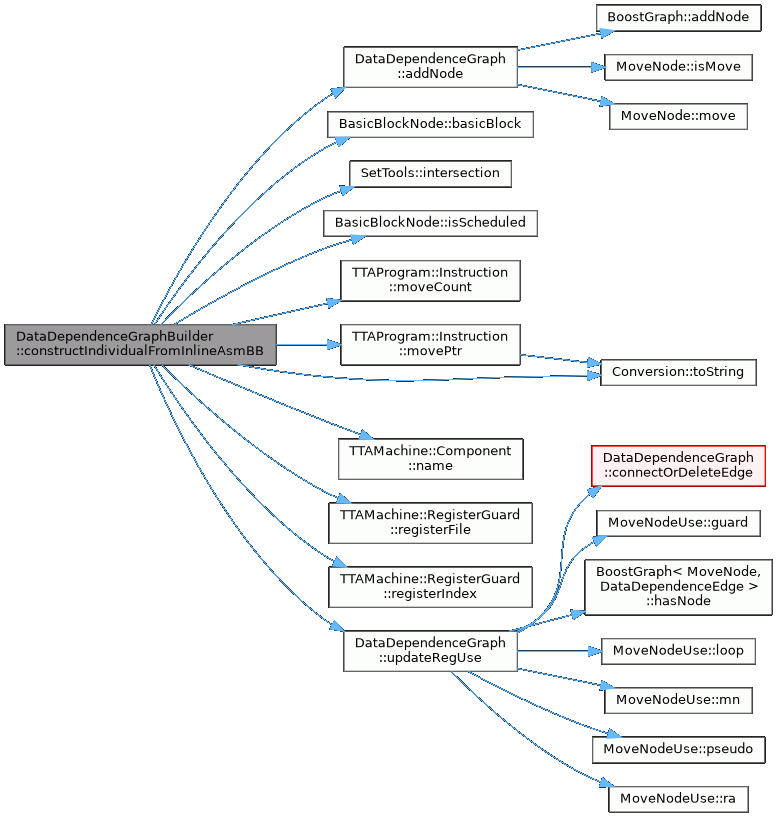 DataDependenceGraphBuilder
::constructIndividualFromInlineAsmBB
DataDependenceGraph
::addNode
BoostGraph::addNode
MoveNode::isMove
MoveNode::move
BasicBlockNode::basicBlock
SetTools::intersection
BasicBlockNode::isScheduled
TTAProgram::Instruction
::moveCount
TTAProgram::Instruction
::movePtr
Conversion::toString
TTAMachine::Component
::name
TTAMachine::RegisterGuard
::registerFile
TTAMachine::RegisterGuard
::registerIndex
DataDependenceGraph
::updateRegUse
DataDependenceGraph
::connectOrDeleteEdge
MoveNodeUse::guard
BoostGraph< MoveNode,
DataDependenceEdge >
::hasNode
MoveNodeUse::loop
MoveNodeUse::mn
MoveNodeUse::pseudo
MoveNodeUse::ra